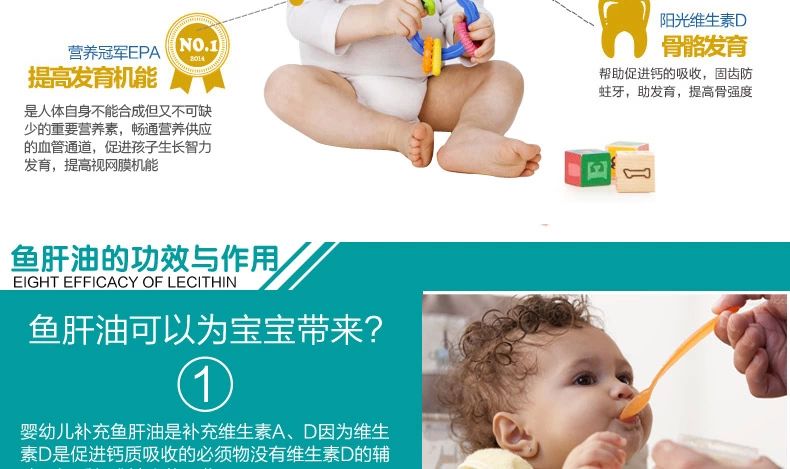 营养冠军EPA
提高发育机能
NO.1
2014
是人体自身不能合成但又不可缺
少的重要营养素，畅通营养供应
的血管通道，促进孩子生长智力
发育，提高视网膜机能
阳光维生素D
骨骼发育
帮助促进钙的吸收，固齿防
蛀牙，助发育，提高骨强度
鱼肝油的功效与作用
EIGHT EFFICACY OF LECITHIN
鱼肝油可以为宝宝带来?
1
婴幼儿补充鱼肝油是补充维生素A、D因为维生
素D是促进钙质吸收的必须物没有维生素D的辅